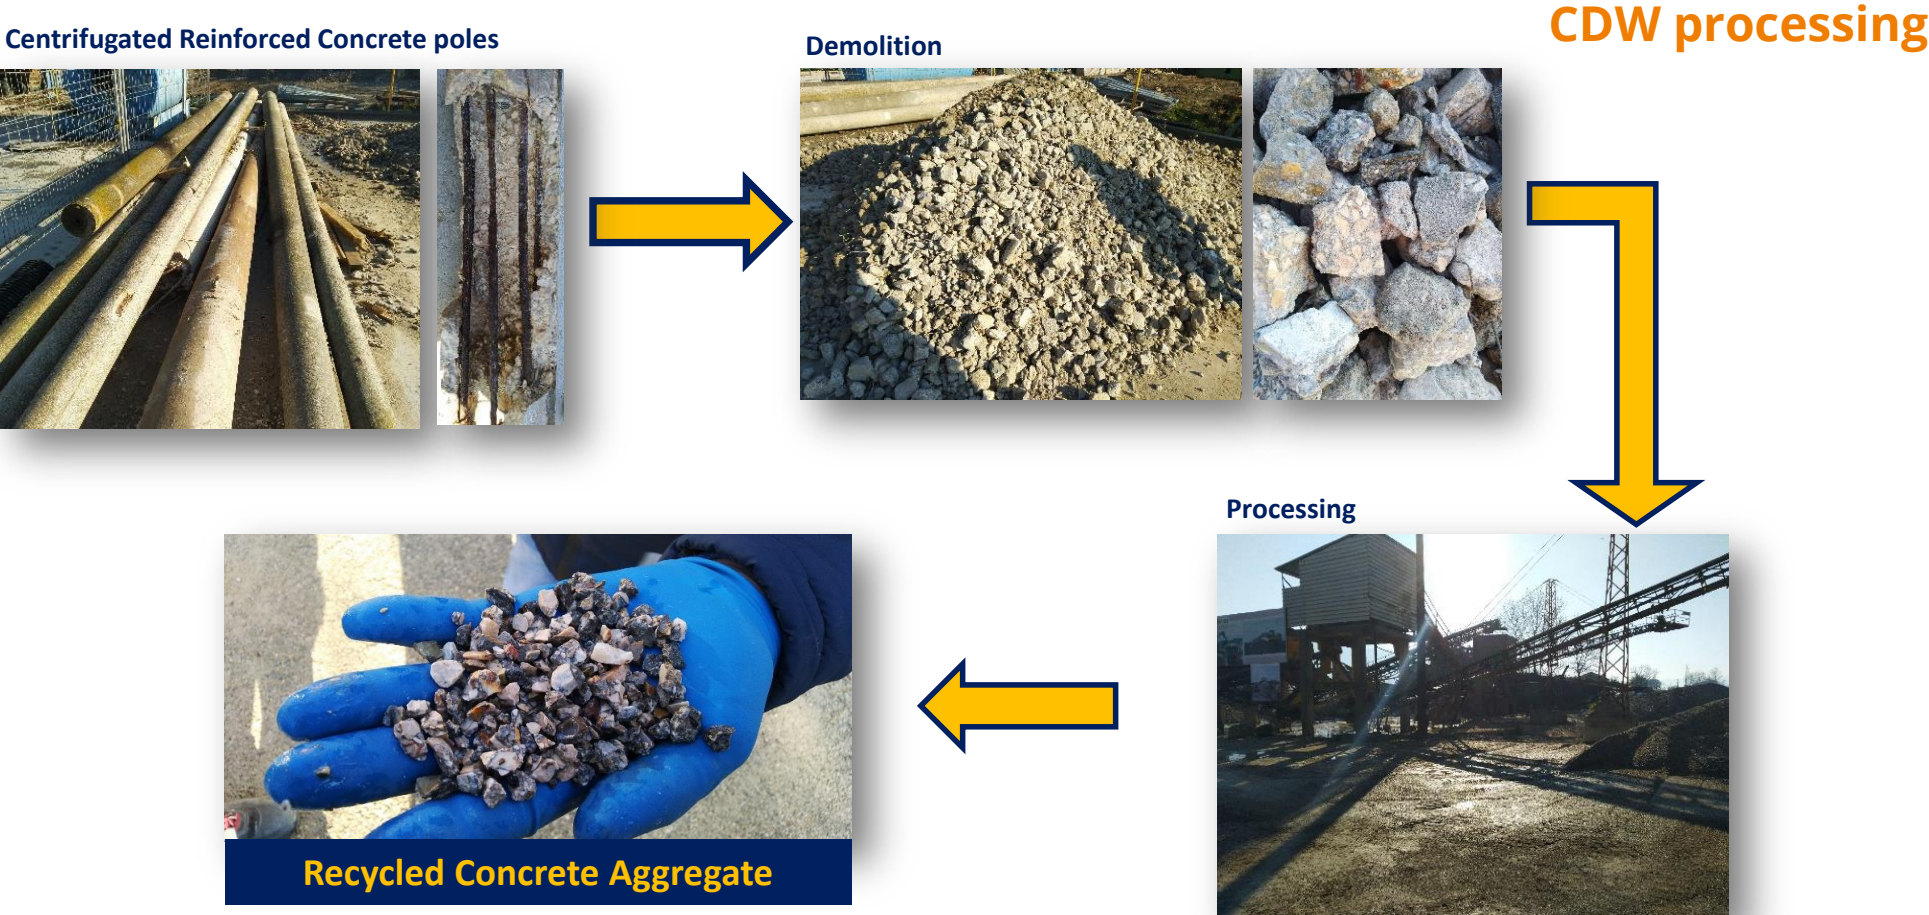 CDW processing
Centrifugated Reinforced Concrete poles
Demolition
Processing
Recycled Concrete Aggregate